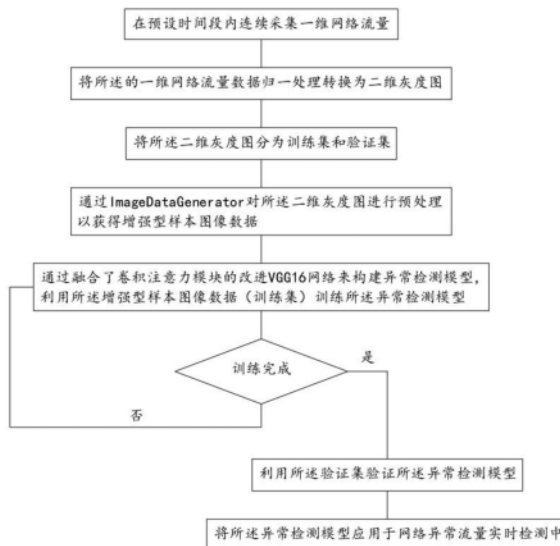 在预设时间段内连续采集一维网络流量
将所述的一维网络流量数据归一处理转换为二维灰度图
将所述二维灰度图分为训练集和验证集
通过ImageDataGenerator对所述二维灰度图进行预处理
以获得增强型样本图像数据
通过融合了卷积注意力模块的改进VGG16网络来构建异常检测模型,
利用所述增强型样本图像数据（训练集）训练所述异常检测模型
训练完成
是
否
利用所述验证集验证所述异常检测模型
将所述异常检测模型应用于网络异常流量实时检测中